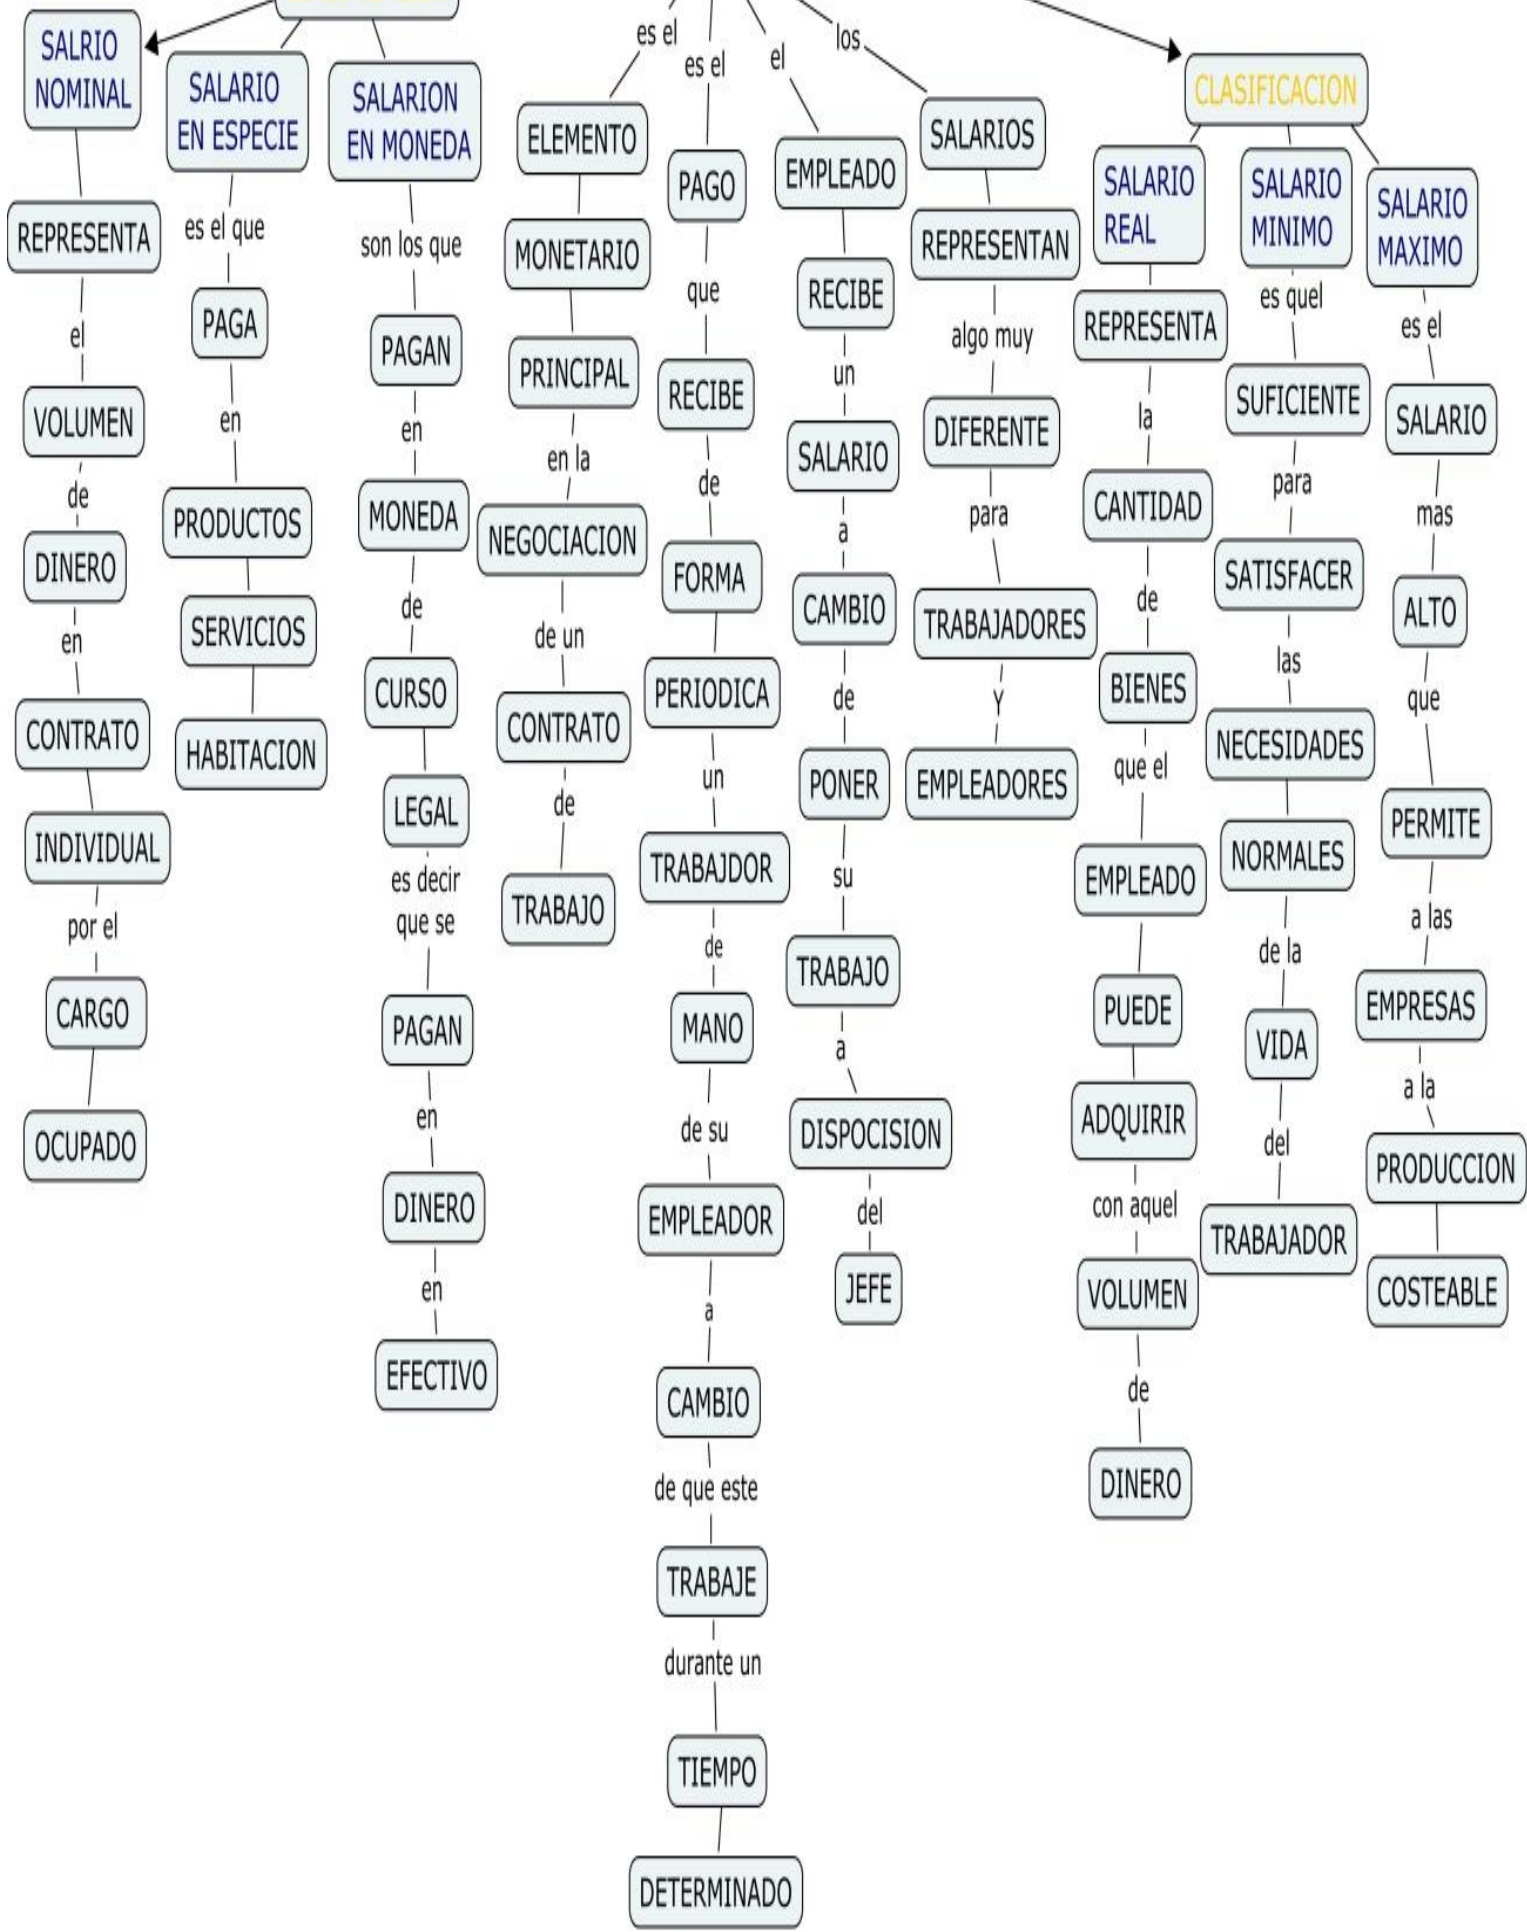 SALRIO
NOMINAL
REPRESENTA
el
VOLUMEN
de
DINERO
en
CONTRATO
INDIVIDUAL
por el
CARGO
OCUPADO
SALARIO
EN ESPECIE
es el que
PAGA
en
PRODUCTOS
SERVICIOS
HABITACION
SALARION
EN MONEDA
son los que
PAGAN
en
MONEDA
de
CURSO
LEGAL
es decir
que se
PAGAN
en
DINERO
en
EFECTIVO
es el
ELEMENTO
MONETARIO
PRINCIPAL
en la
NEGOCIACION
de un
CONTRATO
de
TRABAJO
es el
PAGO
que
RECIBE
de
FORMA
PERIODICA
un
TRABAJDOR
de
MANO
de su
EMPLEADOR
a
CAMBIO
de que este
TRABAJE
durante un
TIEMPO
DETERMINADO
el
EMPLEADO
RECIBE
un
SALARIO
a
CAMBIO
de
PONER
su
TRABAJO
a
DISPOCISION
del
JEFE
los
SALARIOS
REPRESENTAN
algo muy
DIFERENTE
para
TRABAJADORES
Y
EMPLEADORES
CLASIFICACION
SALARIO
REAL
REPRESENTA
la
CANTIDAD
de
BIENES
que el
EMPLEADO
PUEDE
ADQUIRIR
con aquel
VOLUMEN
de
DINERO
SALARIO
MINIMO
es quel
SUFICIENTE
para
SATISFACER
las
NECESIDADES
NORMALES
de la
VIDA
del
TRABAJADOR
SALARIO
MAXIMO
es el
SALARIO
mas
ALTO
que
PERMITE
a las
EMPRESAS
a la
PRODUCCION
COSTEABLE